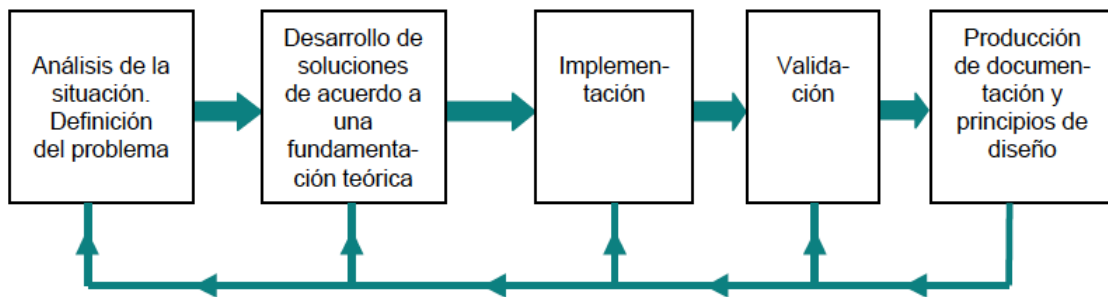 Análisis de la
situación.
Definición
del problema
Desarrollo de
soluciones
de acuerdo a
una
fundamenta-
ción teórica
Implemen-
tación
Valida-
ción
Producción
de documen-
tación y
principios de
diseño